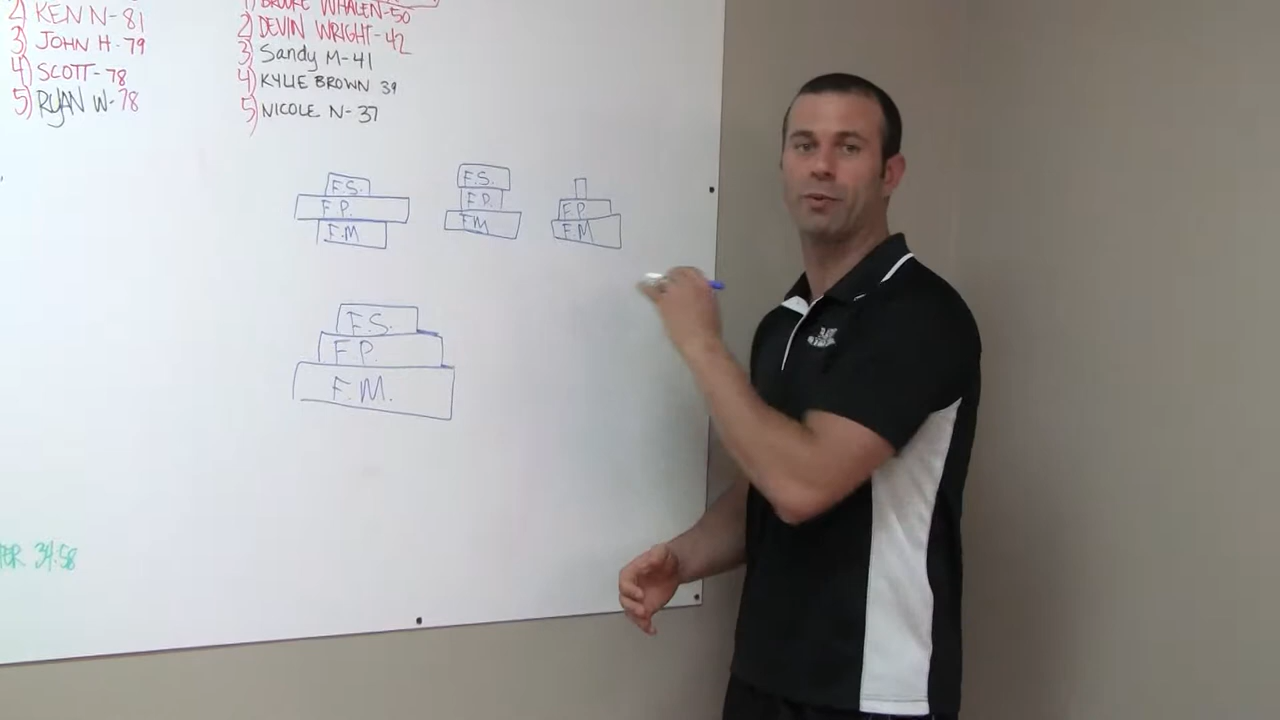 2) KEN N- 81
3) JOHN H- 79
4) SCOTT- 78
5) RYAN W- 78
1) BROOKE WHALEN-50
2) DEVIN WRIGHT- 42
3) Sandy M- 41
4) KYLIE BROWN 39
5) NICOLE N- 37
F.S.
F.P.
F.M
F.S.
F.P.
F.M
F.P.
F.M
F.S.
F.P.
F.M.
34:58